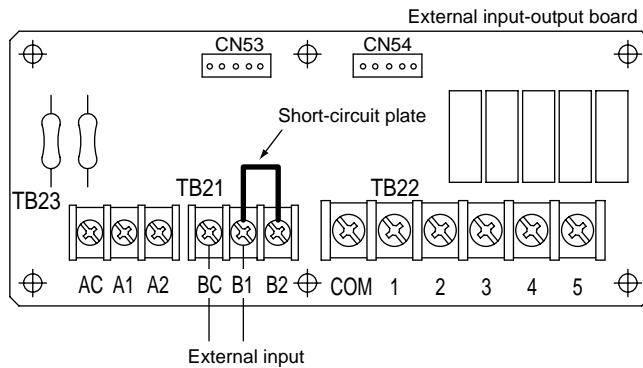 External input-output board
CN53 CN54
Short-circuit plate
TB23 TB21 TB22
AC A1 A2 BC B1 B2 COM 1 2 3 4 5
External input